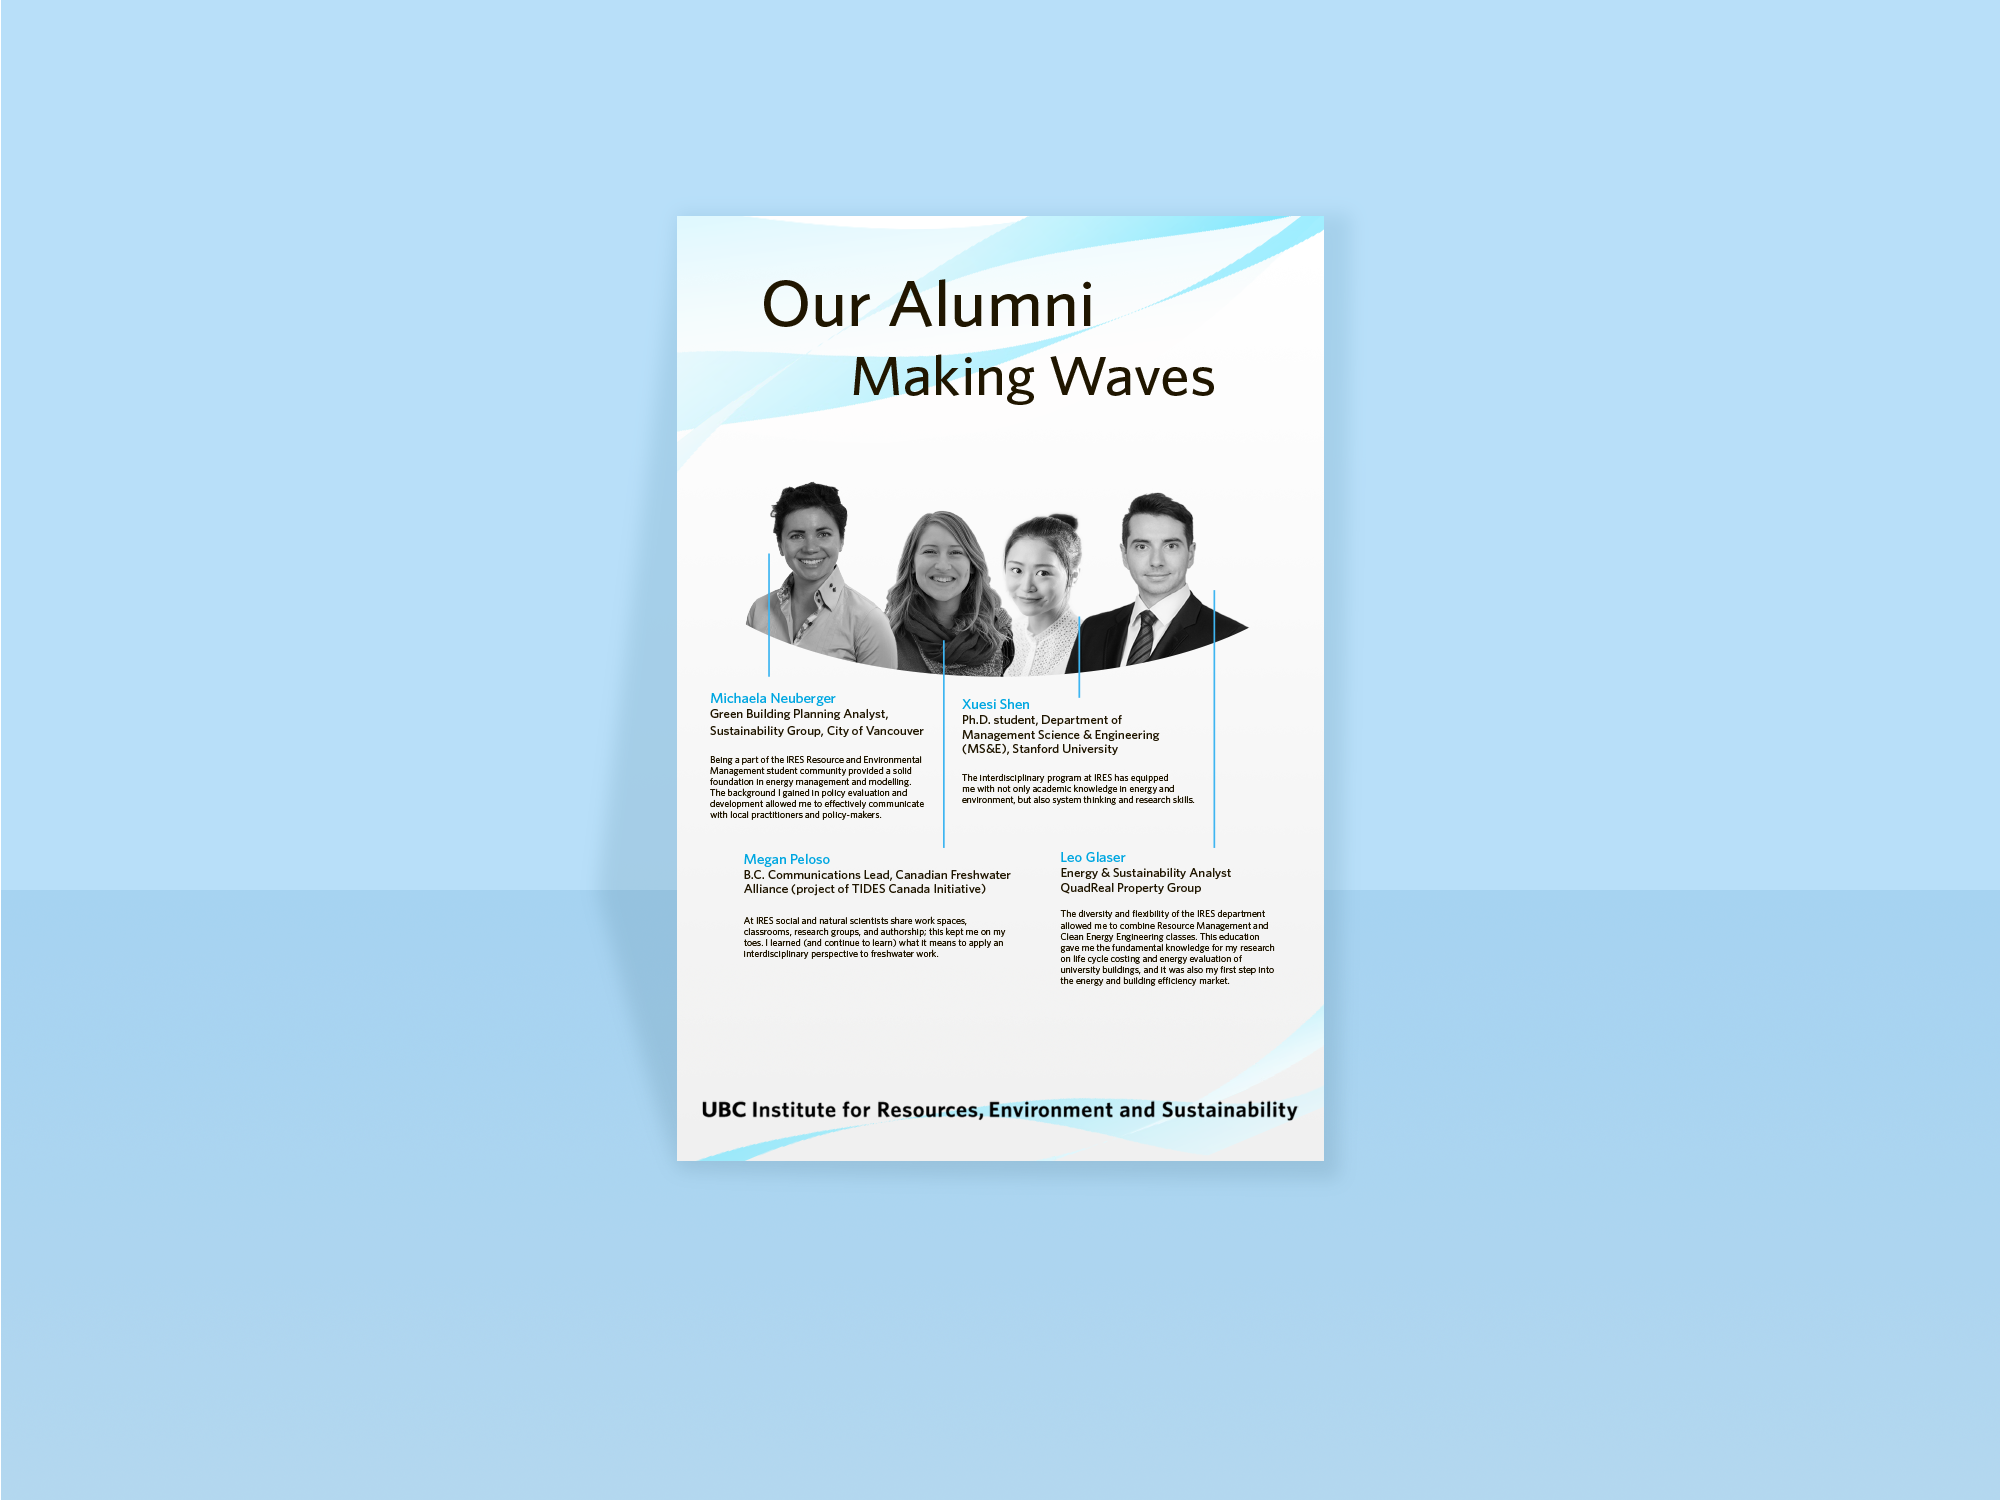 Our Alumni
Making Waves
Michaela Neuberger
Green Building Planning Analyst,
Sustainability Group, City of Vancouver
Being a part of the IRES Resource and Environmental
Management student community provided a solid
foundation in energy management and modelling.
The background I gained in policy evaluation and
development allowed me to effectively communicate
with local practitioners and policy-makers.
Xuesi Shen
Ph.D. student, Department of
Management Science & Engineering
(MS&E), Stanford University
The interdisciplinary program at IRES has equipped
me with not only academic knowledge in energy and
environment, but also system thinking and research skills.
Megan Peloso
B.C. Communications Lead, Canadian Freshwater
Alliance (project of TIDES Canada Initiative)
At IRES social and natural scientists share work spaces,
classrooms, research groups, and authorship; this kept me on my
toes. I learned (and continue to learn) what it means to apply an
interdisciplinary perspective to freshwater work.
Leo Glaser
Energy & Sustainability Analyst
QuadReal Property Group
The diversity and flexibility of the IRES department
allowed me to combine Resource Management and
Clean Energy Engineering classes. This education
gave me the fundamental knowledge for my research
on life cycle costing and energy evaluation of
university buildings, and it was also my first step into
the energy and building efficiency market.
UBC Institute for Resources, Environment and Sustainability